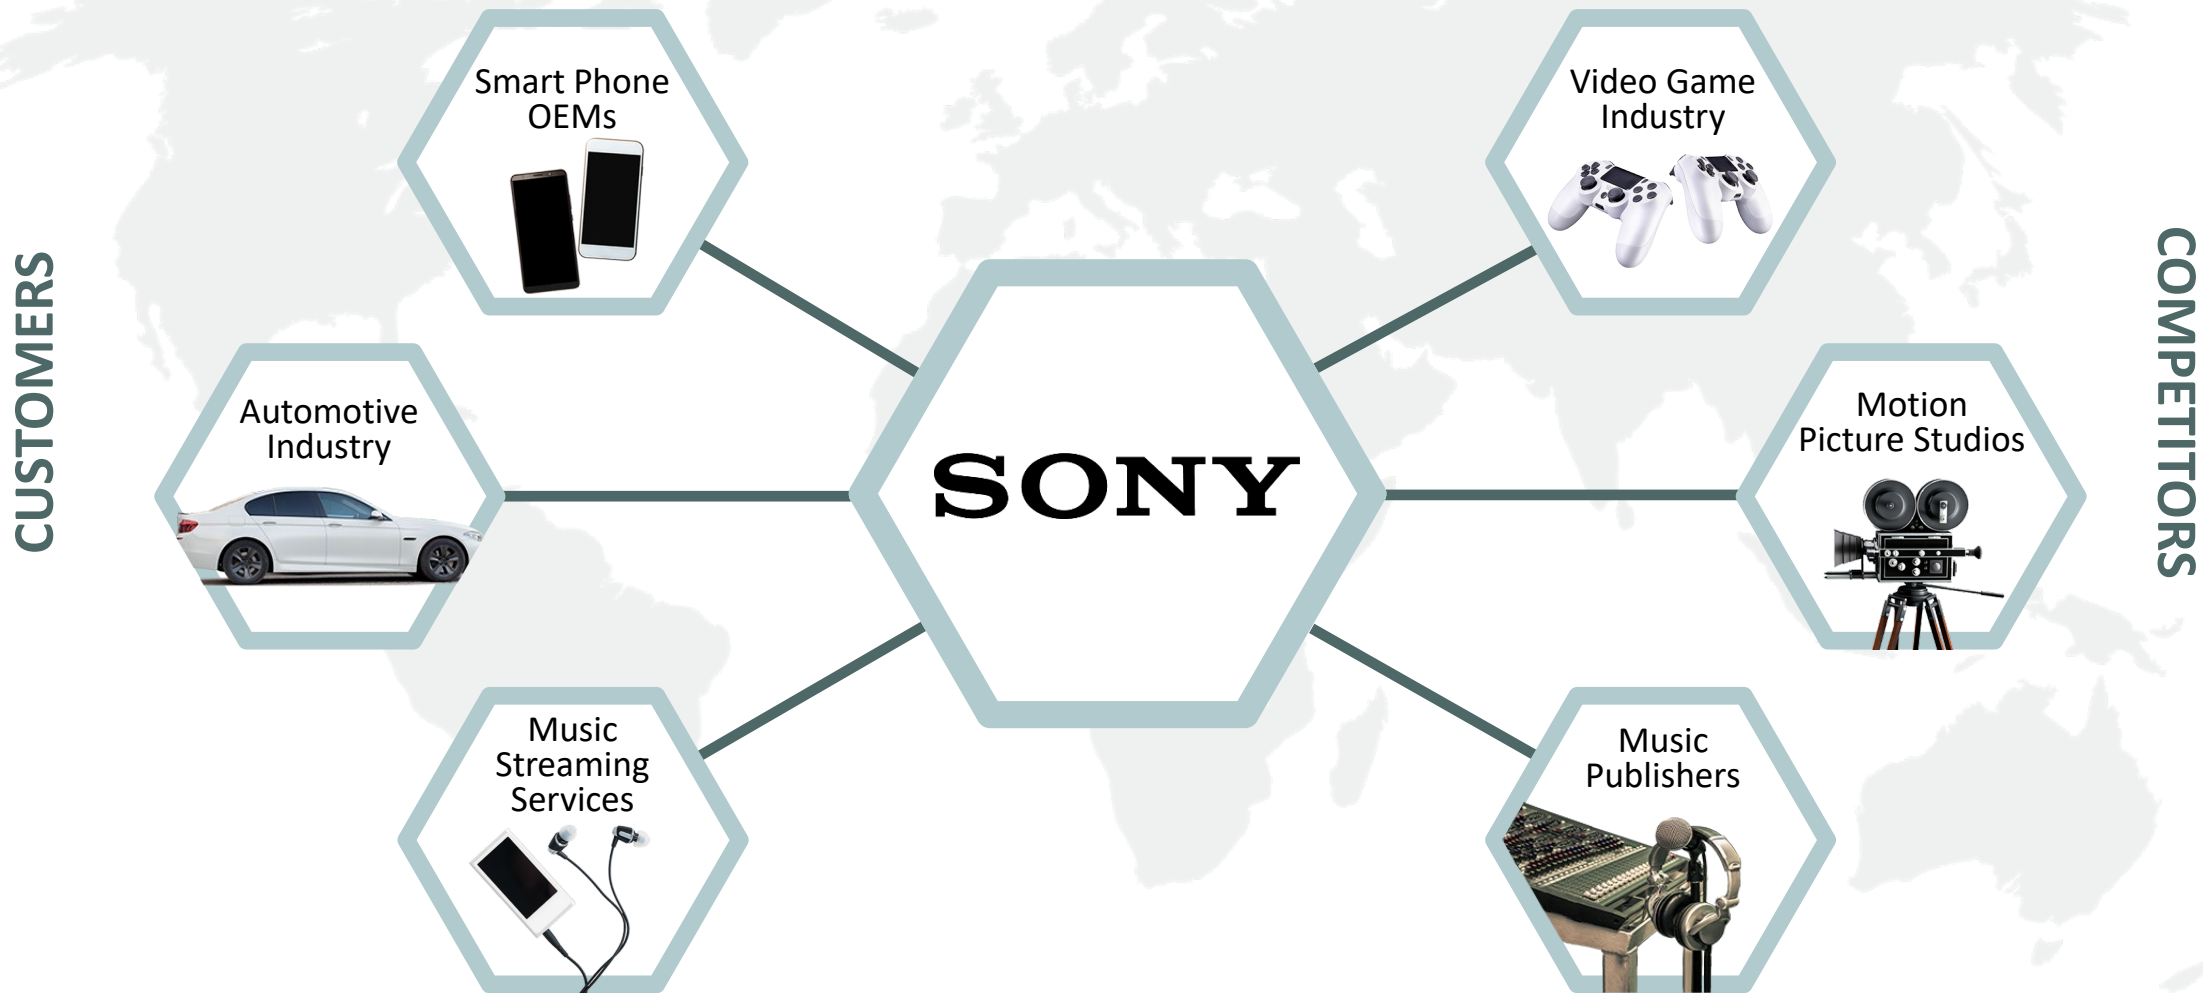 CUSTOMERS
Smart Phone
OEMs
Automotive
Industry
Music
Streaming
Services
SONY
Video Game
Industry
Motion
Picture Studios
Music
Publishers
COMPETITORS